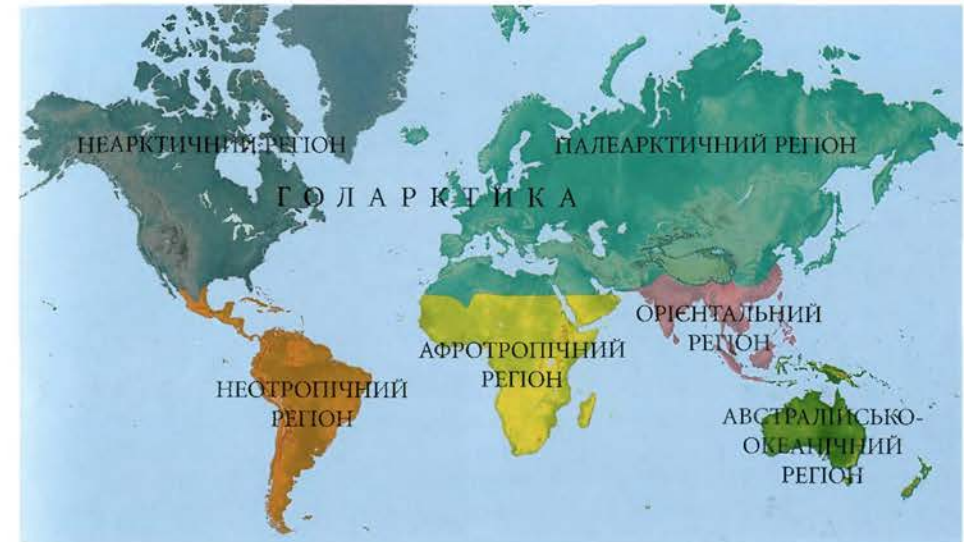 НЕАРКТИЧНИЙ РЕГІОН
ПАЛЕАРКТИЧНИЙ РЕГІОН
ГОЛАРКТИКА
ОРІЄНТАЛЬНИЙ
РЕГІОН
АФРОТРОПІЧНИЙ
РЕГІОН
НЕОТРОПІЧНИЙ
РЕГІОН
АВСТРАЛІЙСЬКО-
ОКЕАНІЧНИЙ
РЕГІОН